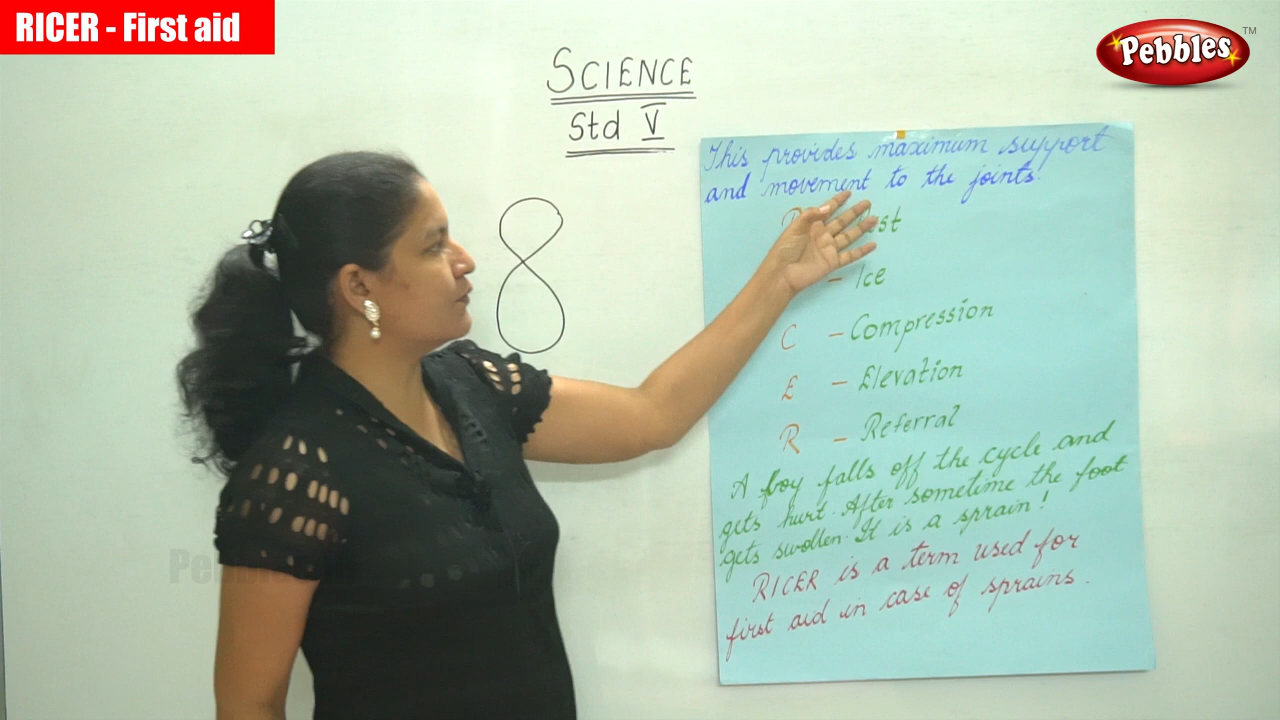 RICER - First aid
Pebbles TM
SCIENCE
Std V
8
This provides maximum support
and movement to the joints.
- Ice
C - Compression
E - Elevation
R - Referral
A boy falls off the cycle and
gets hurt. After sometime the foot
gets swollen. It is a sprain!
RICER is a term used for
first aid in case of sprains.